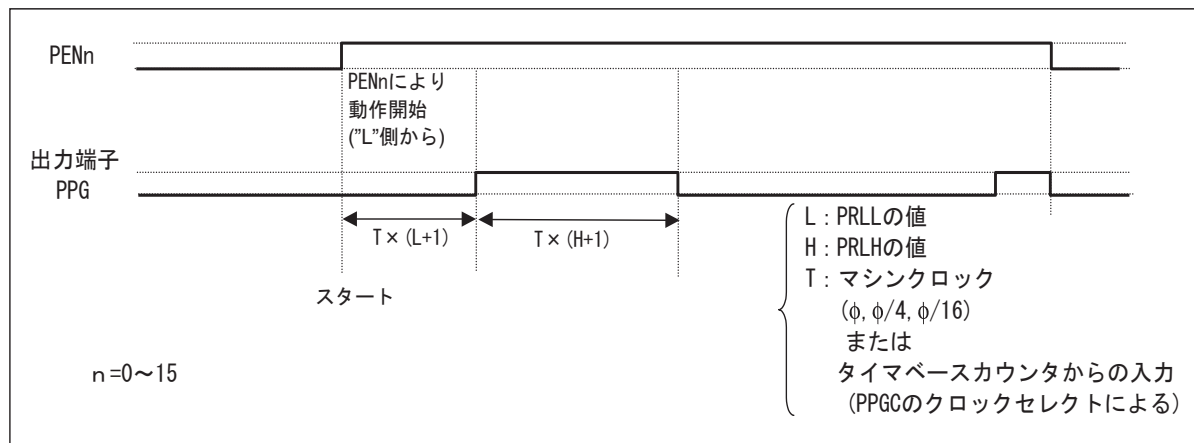 PENn
PENnにより
動作開始
("L"側から)
出力端子
PPG
T×(L+1)
T×(H+1)
スタート
L:PRLLの値
H:PRLHの値
T:マシンクロック
(φ,φ/4,φ/16)
または
タイマベースカウンタからの入力
(PPGCのクロックセレクトによる)
n=0〜15